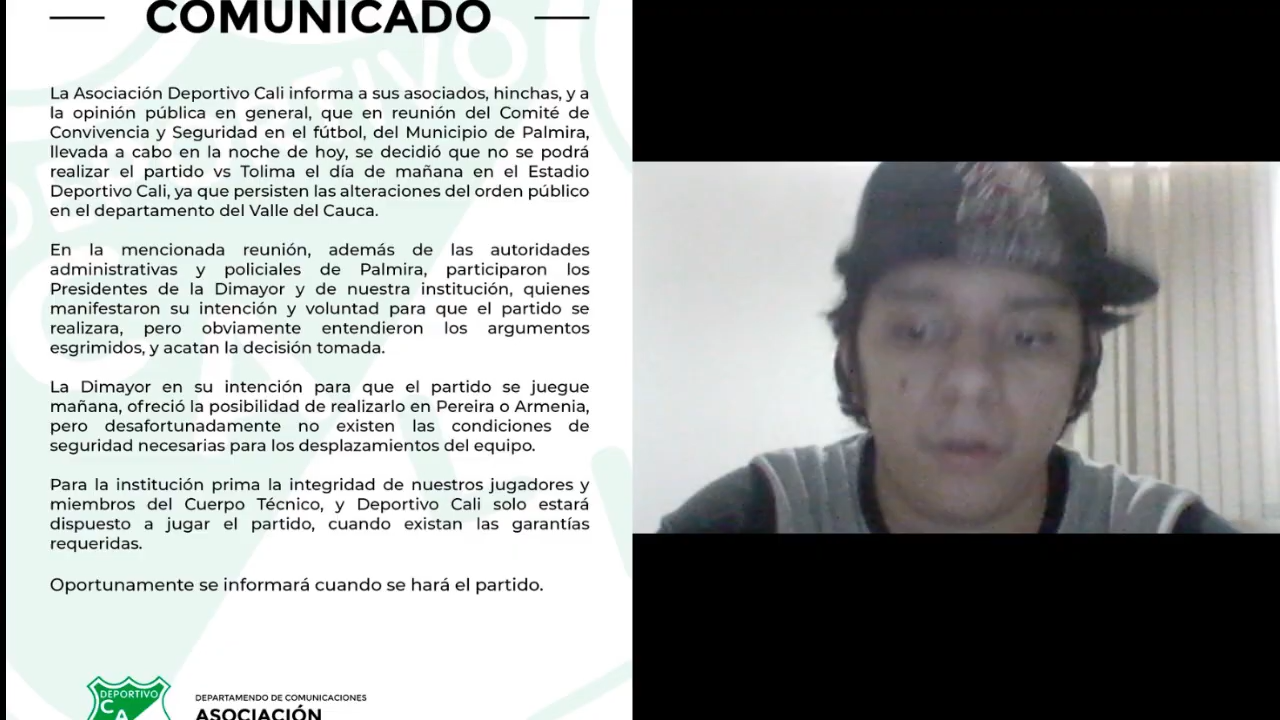 COMUNICADO
La Asociación Deportivo Cali informa a sus asociados, hinchas, y a
la opinión pública en general, que en reunión del Comité de
Convivencia y Seguridad en el fútbol, del Municipio de Palmira,
llevada a cabo en la noche de hoy, se decidió que no se podrá
realizar el partido vs Tolima el día de mañana en el Estadio
Deportivo Cali, ya que persisten las alteraciones del orden público
en el departamento del Valle del Cauca.
En la mencionada reunión, además de las autoridades
administrativas y policiales de Palmira, participaron los
Presidentes de la Dimayor y de nuestra institución, quienes
manifestaron su intención y voluntad para que el partido se
realizara, pero obviamente entendieron los argumentos
esgrimidos, y acatan la decisión tomada.
La Dimayor en su intención para que el partido se juegue
mañana, ofreció la posibilidad de realizarlo en Pereira o Armenia,
pero desafortunadamente no existen las condiciones de
seguridad necesarias para los desplazamientos del equipo.
Para la institución prima la integridad de nuestros jugadores y
miembros del Cuerpo Técnico, y Deportivo Cali solo estará
dispuesto a jugar el partido, cuando existan las garantías
requeridas.
Oportunamente se informará cuando se hará el partido.
DEPORTIVO
CA
DEPARTAMENDO DE COMUNICACIONES
ASOCIACIÓN